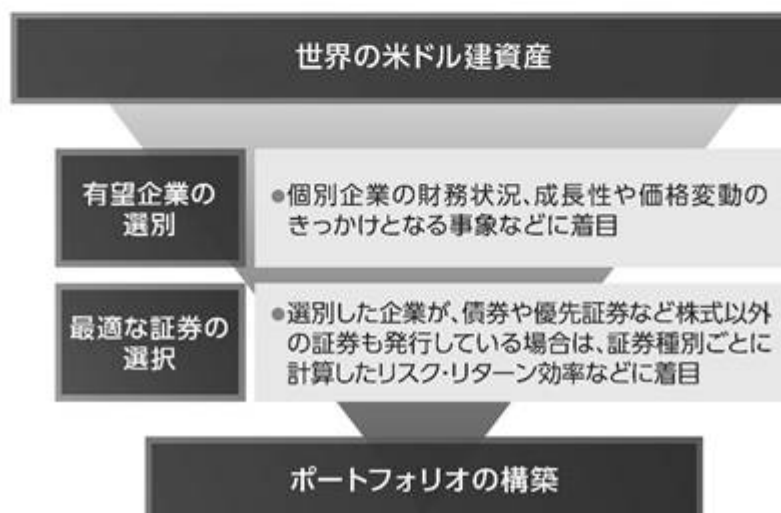 世界の米ドル建資産
有望企業の
選別
●個別企業の財務状況、成長性や価格変動の
きっかけとなる事象などに着目
最適な証券の
選択
●選別した企業が、債券や優先証券など株式以外
の証券も発行している場合は、証券種別ごとに
計算したリスク・リターン効率などに着目
ポートフォリオの構築